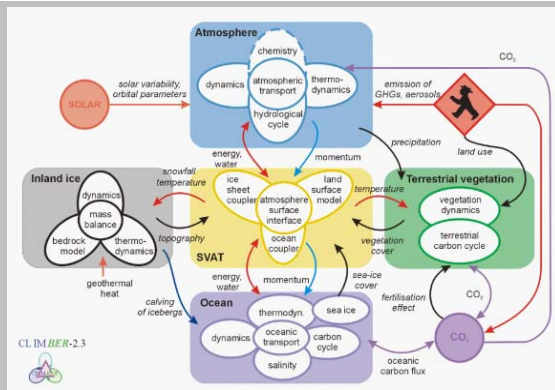 Atmosphere
chemistry
dynamics
atmospheric
transport
thermo-
dynamics
hydrological
cycle
SOLAR
solar variability,
orbital parameters
emission of
GHGs, aerosols
CO₂
land use
precipitation
energy,
water
momentum
Inland ice
dynamics
mass
balance
bedrock
model
thermo-
dynamics
geothermal
heat
snowfall
temperature
topography
ice
sheet
coupler
land
surface
model
atmosphere
surface
interface
ocean
coupler
SVAT
temperature
vegetation
cover
Terrestrial vegetation
vegetation
dynamics
terrestrial
carbon cycle
energy,
water
momentum
sea-ice
cover
calving
of icebergs
fertilisation
effect
CO₂
Ocean
thermodyn.
sea ice
dynamics
oceanic
transport
carbon
cycle
salinity
oceanic
carbon flux
CO₂
CLIMBER-2.3